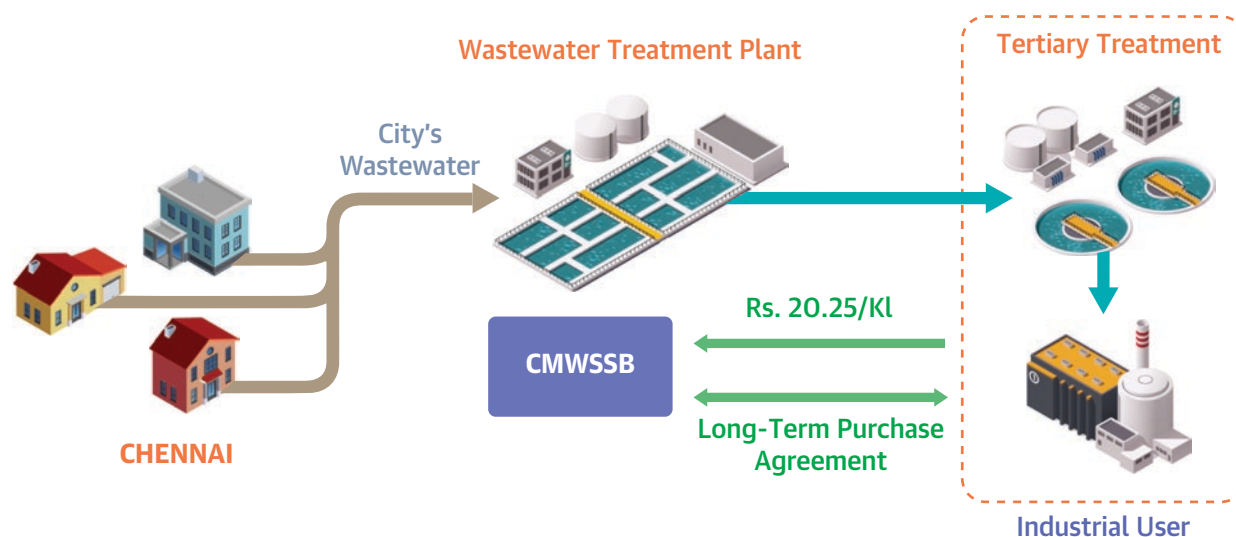 Wastewater Treatment Plant
Tertiary Treatment
City's
Wastewater
Rs. 20.25/Kl
CMWSSB
Long-Term Purchase
Agreement
CHENNAI
Industrial User